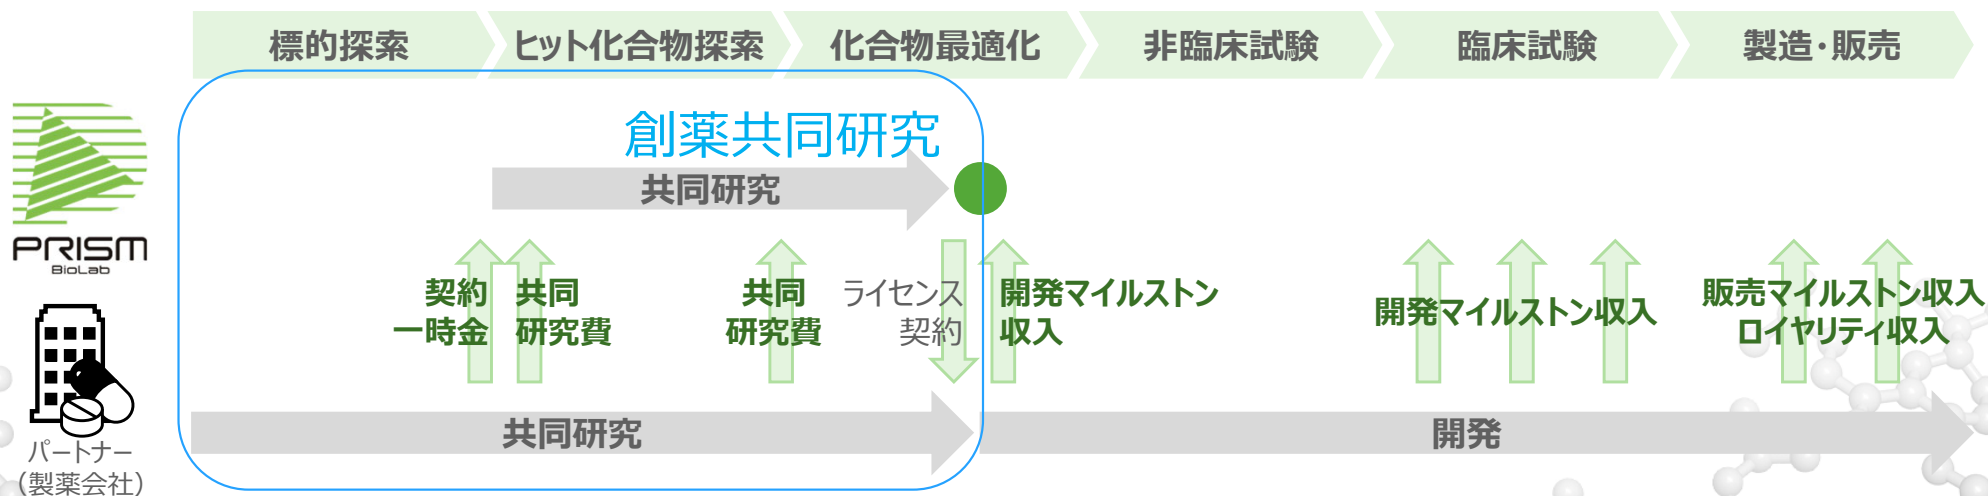 標的探索
ヒット化合物探索
化合物最適化
非臨床試験
臨床試験
製造・販売
創薬共同研究
共同研究
PRISM
BioLab
契約
一時金
共同
研究費
共同
研究費
ライセンス
契約
開発マイルストン
収入
開発マイルストン収入
販売マイルストン収入
ロイヤリティ収入
共同研究
開発
パートナー
（製薬会社）